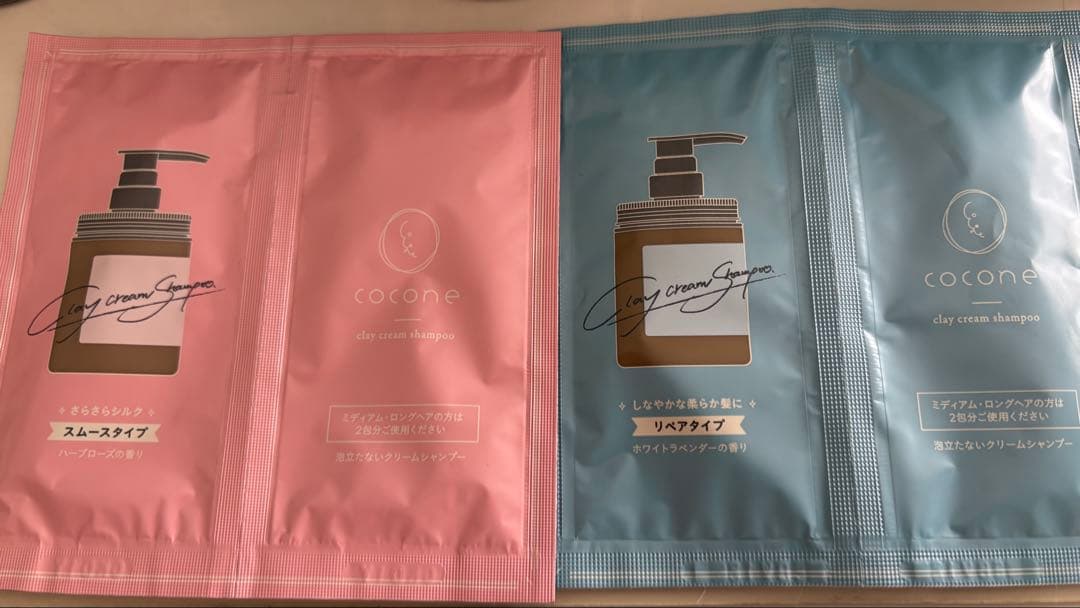 Clay cream Shampoo.
さらさらシルク
スムースタイプ
ハーブローズの香り
cocone
clay cream shampoo
ミディアム・ロングヘアの方は
2包分ご使用ください
泡立たないクリームシャンプー
Clay cream Shampoo.
しなやかな柔らか髪に
リペアタイプ
ホワイトラベンダーの香り
cocone
clay cream shampoo
ミディアム・ロングヘアの方は
2包分ご使用ください
泡立たないクリームシャンプー